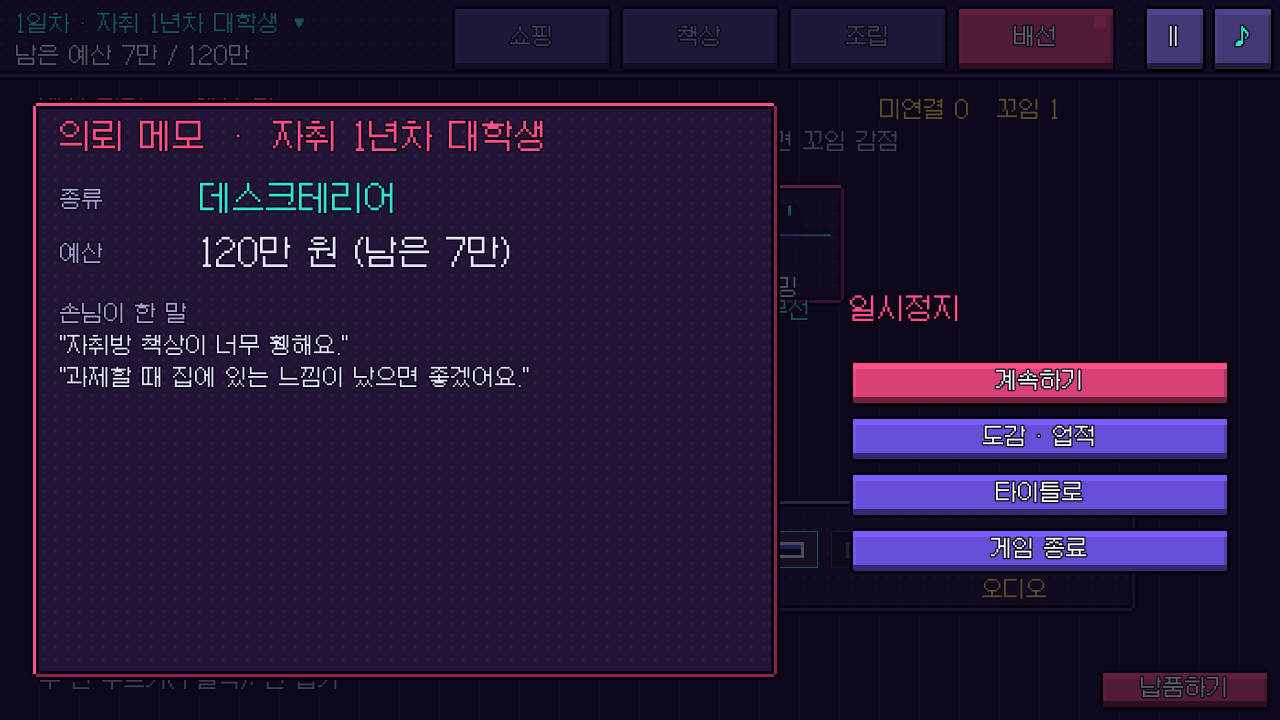 1일차 · 자취 1년차 대학생 ▼
남은 예산 7만 / 120만
쇼핑
책상
조립
배선
미연결 0 꼬임 1
면 꼬임 감점
의뢰 메모 · 자취 1년차 대학생
종류 데스크테리어
예산 120만 원 (남은 7만)
손님이 한 말
"자취방 책상이 너무 휑해요."
"과제할 때 집에 있는 느낌이 났으면 좋겠어요."
무선
일시정지
계속하기
도감 · 업적
타이틀로
게임 종료
오디오
납품하기